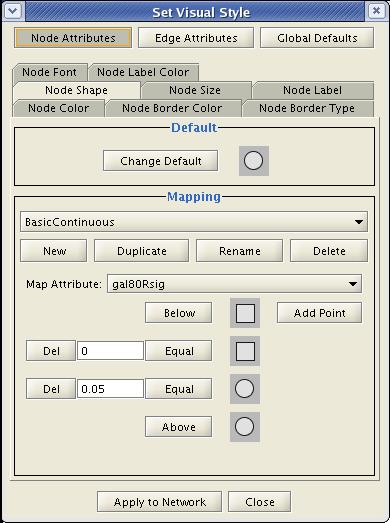 Set Visual Style
Node Attributes Edge Attributes Global Defaults
Node Font Node Label Color
Node Shape Node Size Node Label
Node Color Node Border Color Node Border Type
Default
Change Default
Mapping
BasicContinuous
New Duplicate Rename Delete
Map Attribute: gal80Rsig
Below Add Point
Del 0 Equal
Del 0.05 Equal
Above
Apply to Network Close